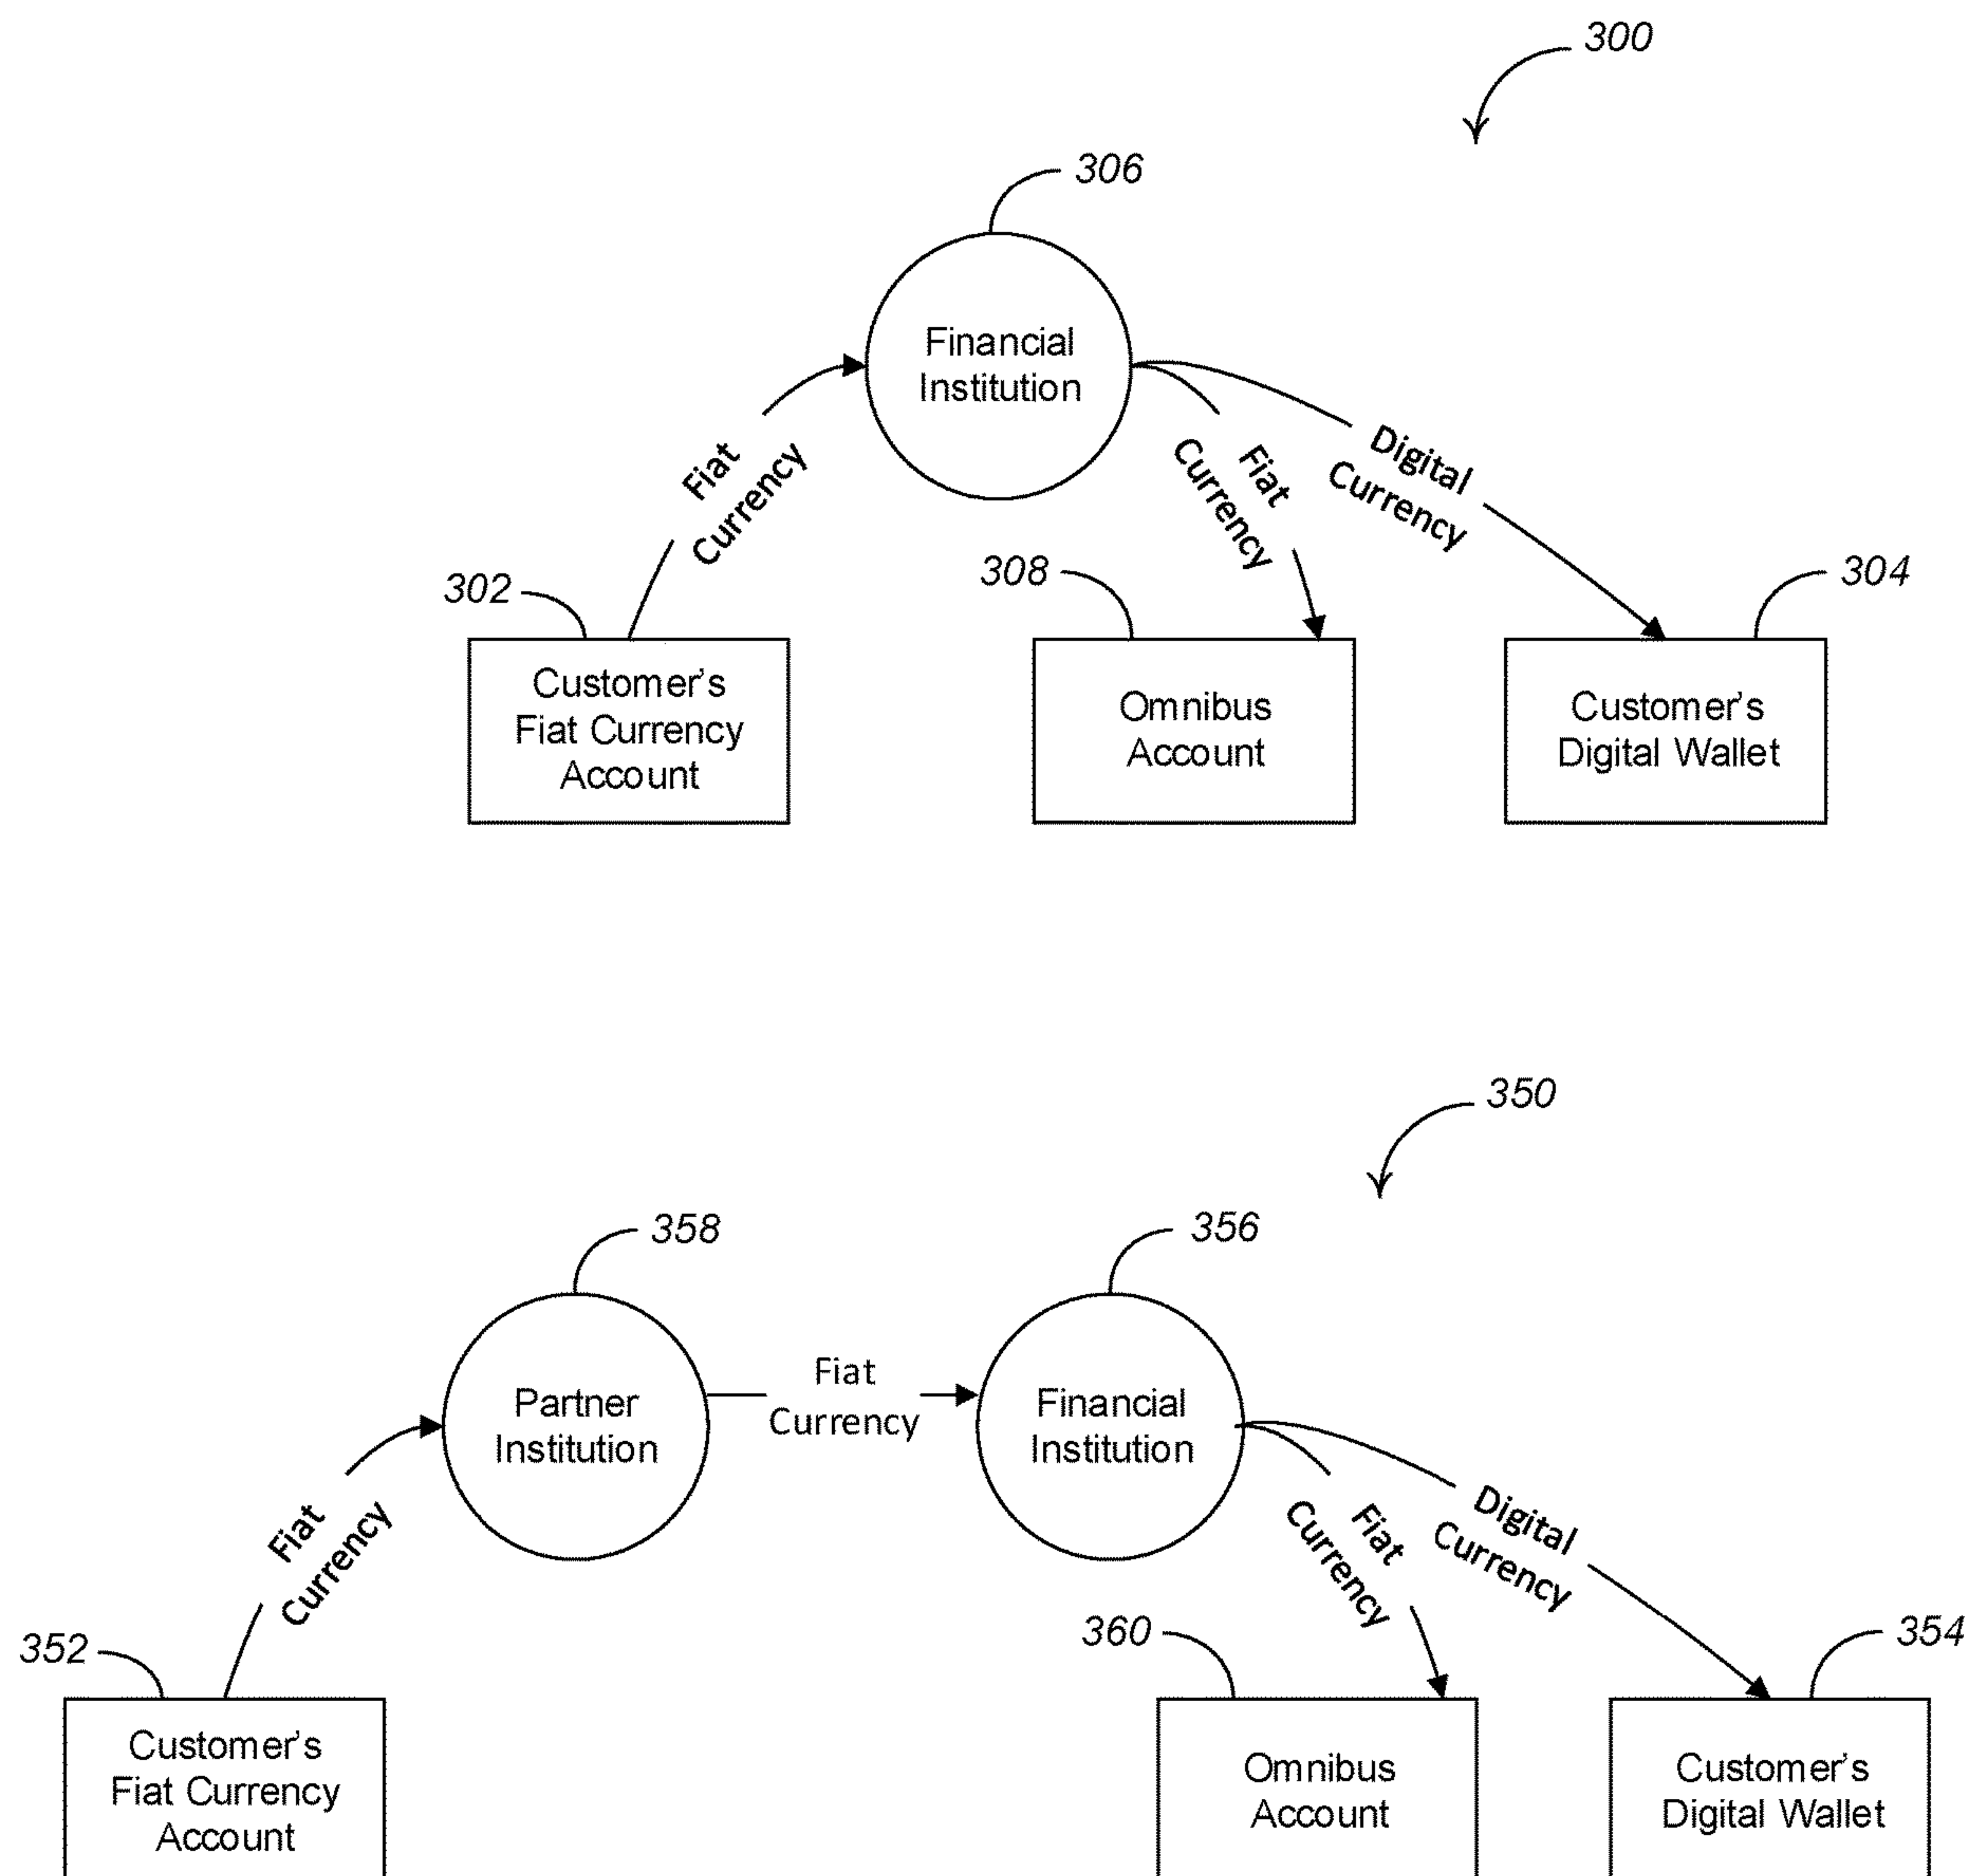 300
306
Financial
Institution
Fiat
Currency
Fiat
Currency
Digital
Currency
302
308
304
Customer's
Fiat Currency
Account
Omnibus
Account
Customer's
Digital Wallet
350
358
356
Partner
Institution
Fiat
Currency
Financial
Institution
Fiat
Currency
Fiat
Currency
Digital
Currency
352
360
354
Customer's
Fiat Currency
Account
Omnibus
Account
Customer's
Digital Wallet